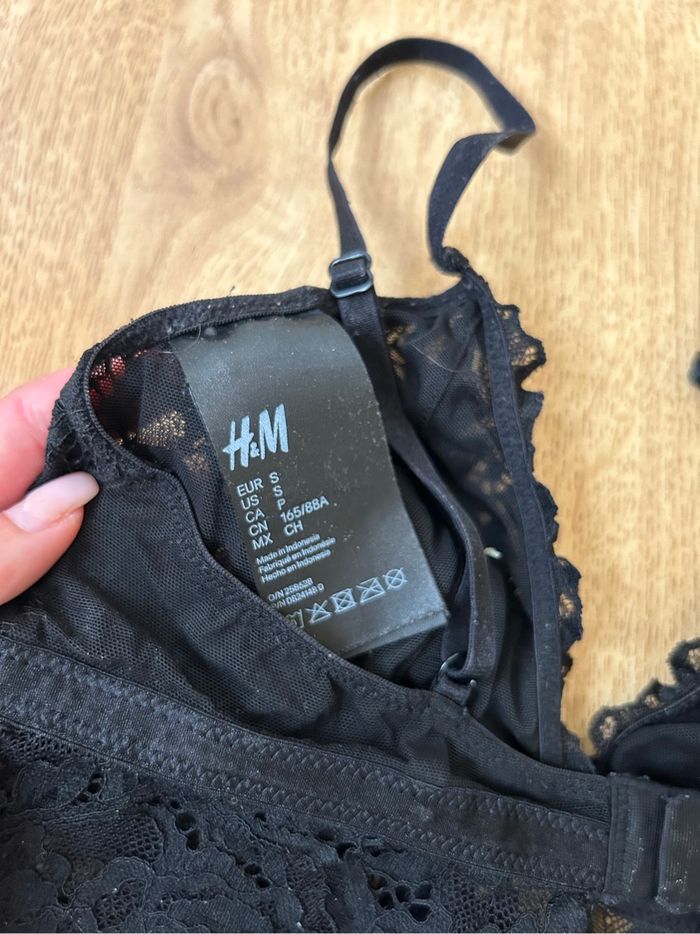 H&M
EUR S
US S
CA P
CN 165/88A
MX CH
Made in Indonesia
Fabriqué en Indonésie
Hecho en Indonesia